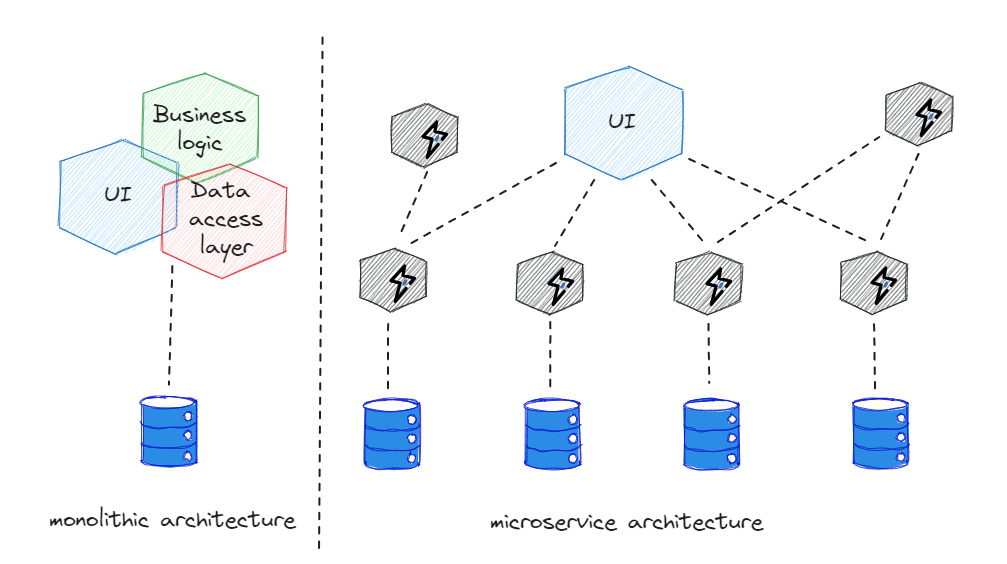 Business
logic
UI
Data
access
layer
monolithic architecture
UI
microservice architecture